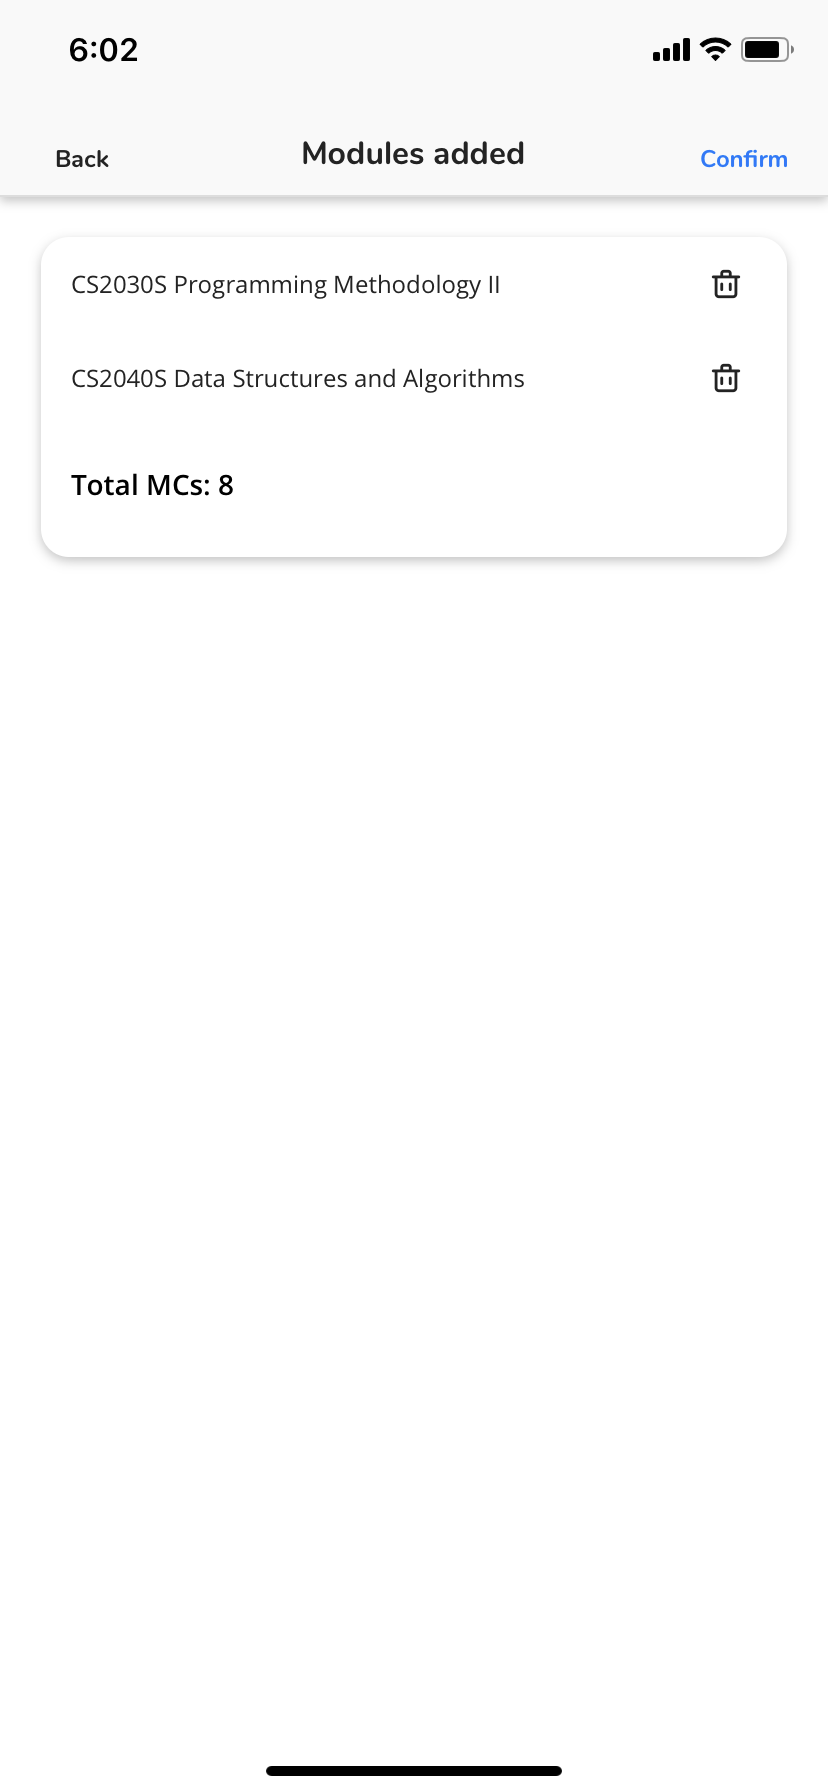 6:02
Back
Modules added
Confirm
CS2030S Programming Methodology II
CS2040S Data Structures and Algorithms
Total MCs: 8